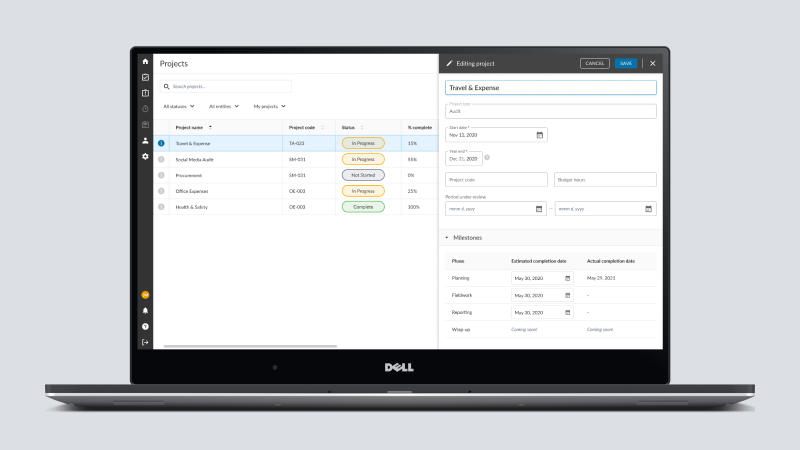 Projects
Editing project
CANCEL
SAVE
Search projects...
All statuses
All entities
My projects
Project name
Project code
Status
% complete
Travel & Expense
TA-023
In Progress
15%
Social Media Audit
SM-031
In Progress
55%
Procurement
SM-031
Not Started
0%
Office Expenses
OE-003
In Progress
25%
Health & Safety
OE-003
Complete
100%
Travel & Expense
Project type
Audit
Start date *
Nov 12, 2020
Year end *
Dec 31, 2020
Project code
Budget hours
Period under review
mmm d, yyyy
–
mmm d, yyyy
Milestones
Phase
Estimated completion date
Actual completion date
Planning
May 30, 2020
May 29, 2021
Fieldwork
May 30, 2020
-
Reporting
May 30, 2020
-
Wrap up
Coming soon!
Coming soon!
DELL